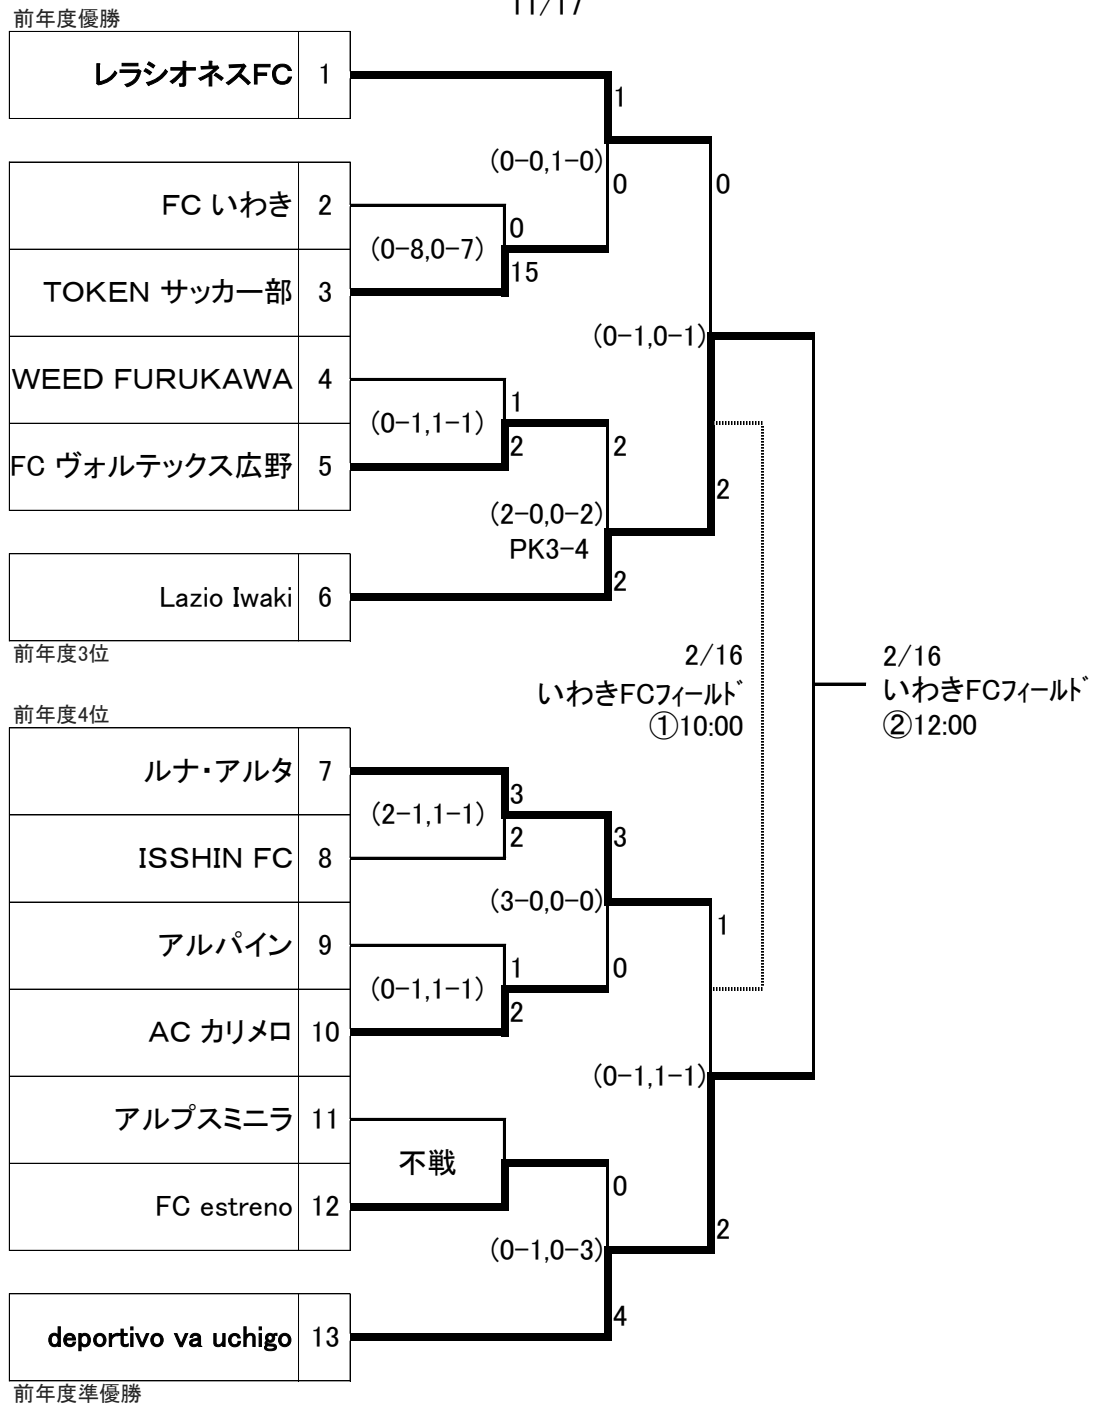 11/17
前年度優勝
レラシオネスFC 1
1
(0-0,1-0)
0
0
FC いわき 2
0
(0-8,0-7)
15
TOKEN サッカー部 3
(0-1,0-1)
WEED FURUKAWA 4
1
(0-1,1-1)
2
2
FC ヴォルテックス広野 5
2
(2-0,0-2)
PK3-4
2
Lazio Iwaki 6
前年度3位
2/16
いわきFCフィールド
①10:00
2/16
いわきFCフィールド
②12:00
前年度4位
ルナ・アルタ 7
3
(2-1,1-1)
2
3
ISSHIN FC 8
(3-0,0-0)
1
アルパイン 9
1
0
(0-1,1-1)
2
AC カリメロ 10
(0-1,1-1)
アルプスミニラ 11
不戦
0
FC estreno 12
2
(0-1,0-3)
4
deportivo va uchigo 13
前年度準優勝